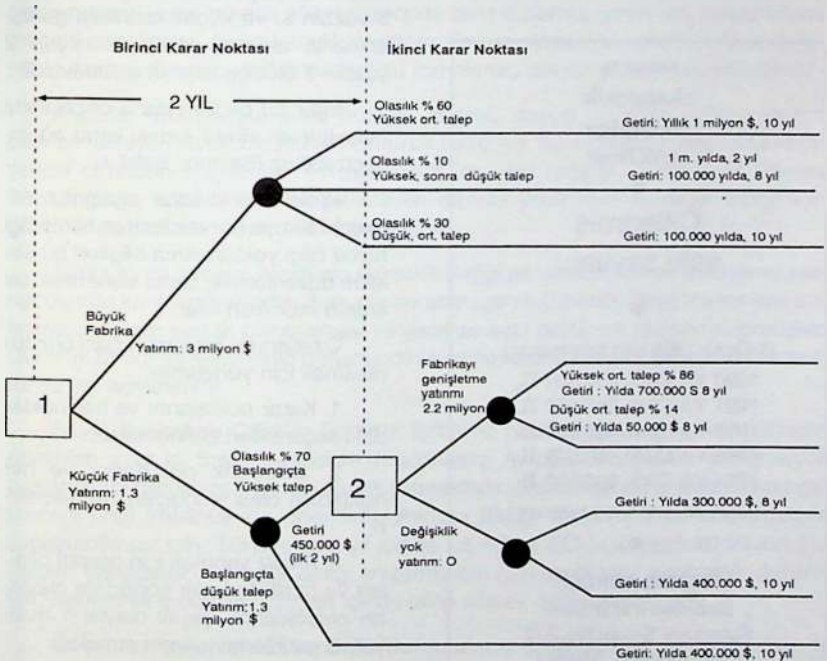 Birinci Karar Noktası
İkinci Karar Noktası
2 YIL
Olasılık % 60
Yüksek ort. talep
Getiri: Yıllık 1 milyon $, 10 yıl
Olasılık % 10
Yüksek, sonra düşük talep
1 m. yılda, 2 yıl
Getiri: 100.000 yılda, 8 yıl
Olasılık % 30
Düşük, ort. talep
Getiri: 100.000 yılda, 10 yıl
Büyük
Fabrika
Yatırım: 3 milyon $
1
Fabrikayı
genişletme
yatırımı
2.2 milyon
Yüksek ort. talep % 86
Getiri : Yılda 700.000 S 8 yıl
Düşük ort talep % 14
Getiri : Yılda 50.000 $ 8 yıl
Küçük Fabrika
Yatırım: 1.3
milyon $
Olasılık % 70
Başlangıçta
Yüksek talep
2
Getiri
450.000 $
(ilk 2 yıl)
Değişiklik
yok
yatırım: O
Getiri : Yılda 300.000 $, 8 yıl
Getiri : Yılda 400.000 $, 10 yıl
Başlangıçta
düşük talep
Yatırım:1.3
milyon $
Getiri : Yılda 400.000 $, 10 yıl